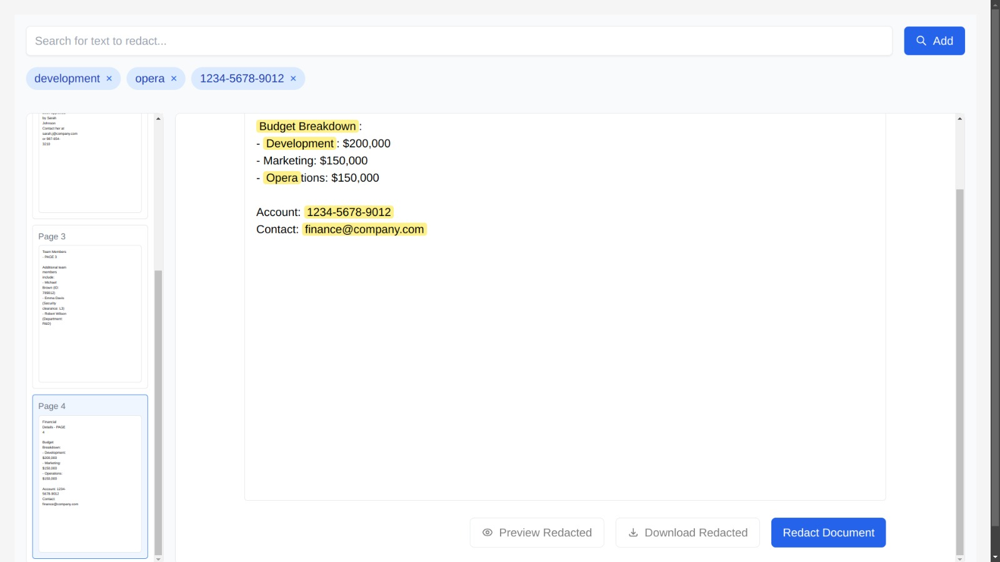 Search for text to redact...
Add
development ×
opera ×
1234-5678-9012 ×
by Sarah
Johnson
Contact her at
sarah.j@company.com
or 987-654-
3210
Page 3
Team Members
- PAGE 3
Additional team
members
include:
- Michael
Brown (ID:
789012)
- Emma Davis
(Security
clearance: L3)
- Robert Wilson
(Department:
R&D)
Page 4
Financial
Details - PAGE
4
Budget
Breakdown:
- Development:
$200,000
- Marketing:
$150,000
- Operations:
$150,000
Account: 1234-
5678-9012
Contact:
finance@company.com
Budget Breakdown :
- Development : $200,000
- Marketing: $150,000
- Operations: $150,000
Account: 1234-5678-9012
Contact: finance@company.com
Preview Redacted
Download Redacted
Redact Document